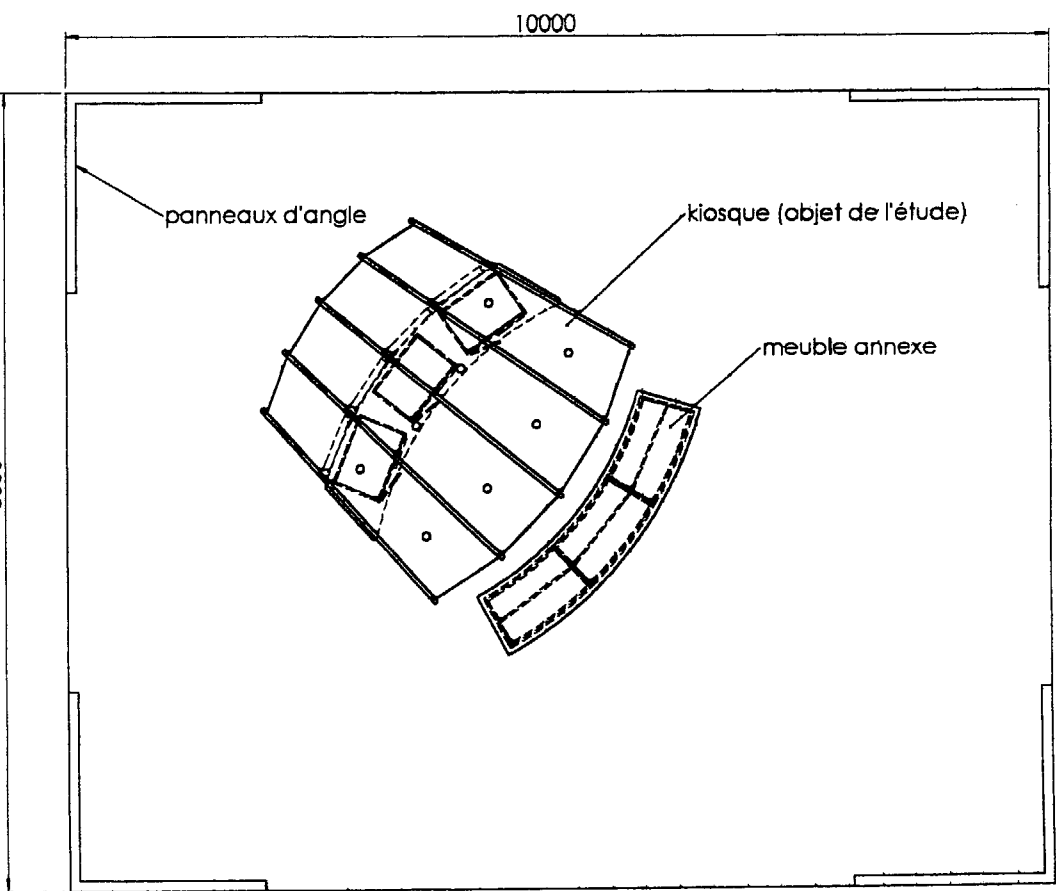 10000
panneaux d'angle
kiosque (objet de l'étude)
meuble annexe